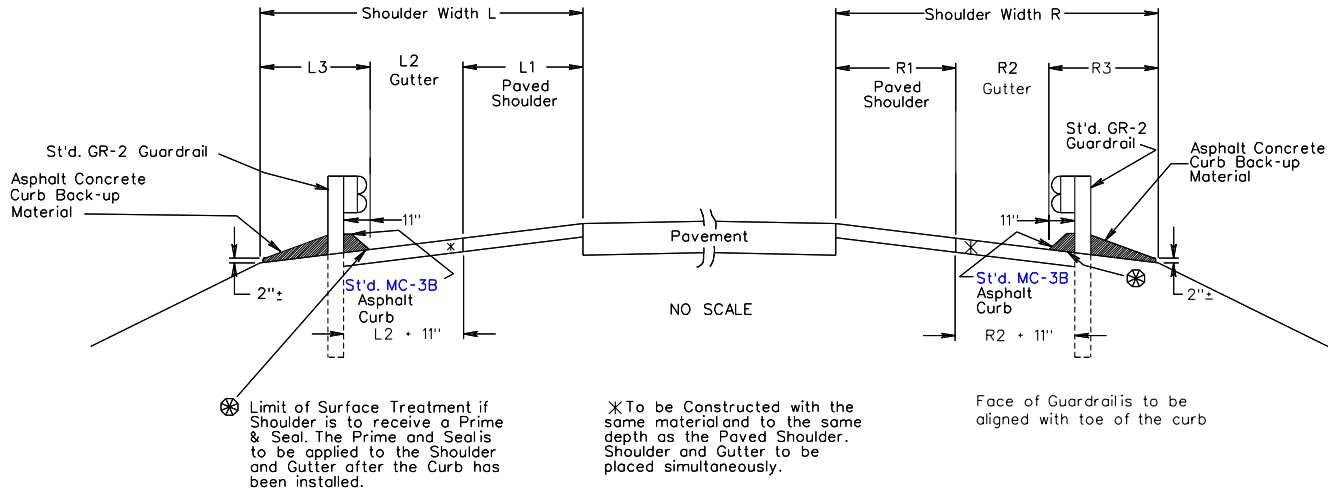 Shoulder Width L
Shoulder Width R
L3
L2
Gutter
L1
Paved
Shoulder
R1
Paved
Shoulder
R2
Gutter
R3
St'd. GR-2 Guardrail
St'd. GR-2
Guardrail
Asphalt Concrete
Curb Back-up
Material
Asphalt Concrete
Curb Back-up
Material
11"
11"
Pavement
2"±
St'd. MC-3B
Asphalt
Curb
St'd. MC-3B
Asphalt
Curb
2"±
NO SCALE
L2 + 11"
R2 + 11"
Limit of Surface Treatment if
Shoulder is to receive a Prime
& Seal. The Prime and Seal is
to be applied to the Shoulder
and Gutter after the Curb has
been installed.
To be Constructed with the
same material and to the same
depth as the Paved Shoulder.
Shoulder and Gutter to be
placed simultaneously.
Face of Guardrail is to be
aligned with toe of the curb